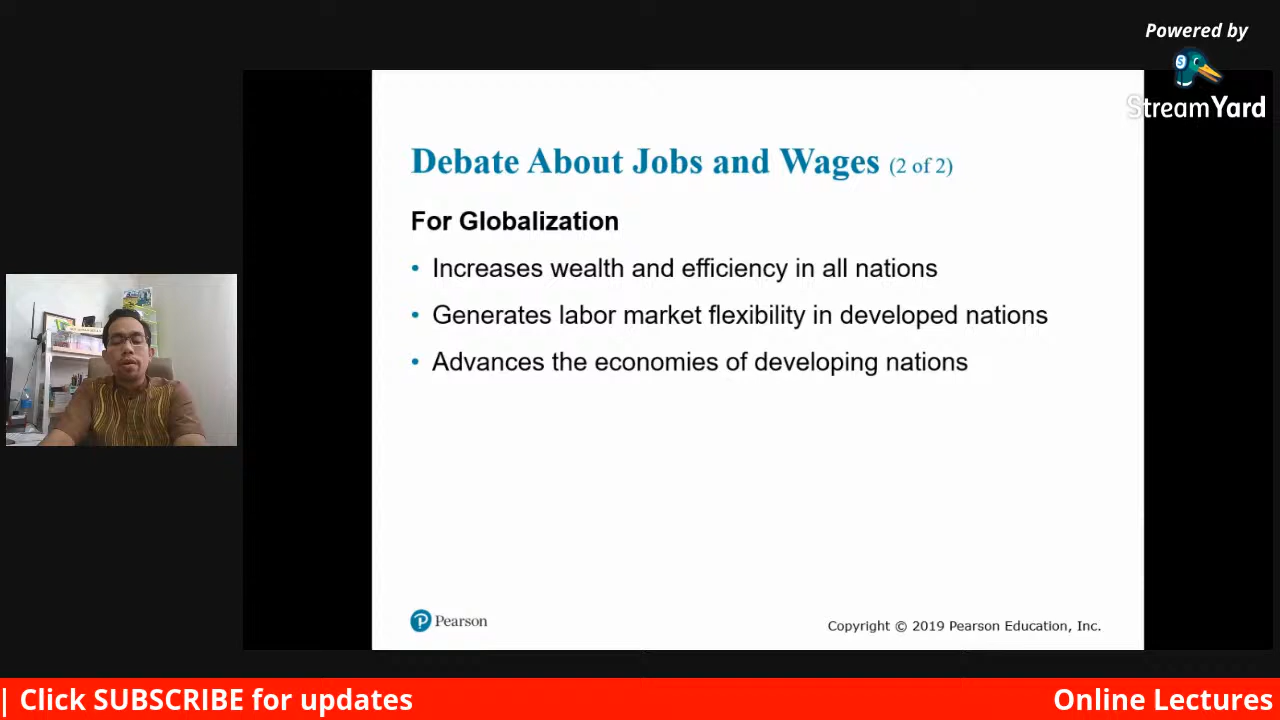 Powered by
StreamYard
Debate About Jobs and Wages (2 of 2)
For Globalization
• Increases wealth and efficiency in all nations
• Generates labor market flexibility in developed nations
• Advances the economies of developing nations
Pearson
Copyright © 2019 Pearson Education, Inc.
| Click SUBSCRIBE for updates
Online Lectures